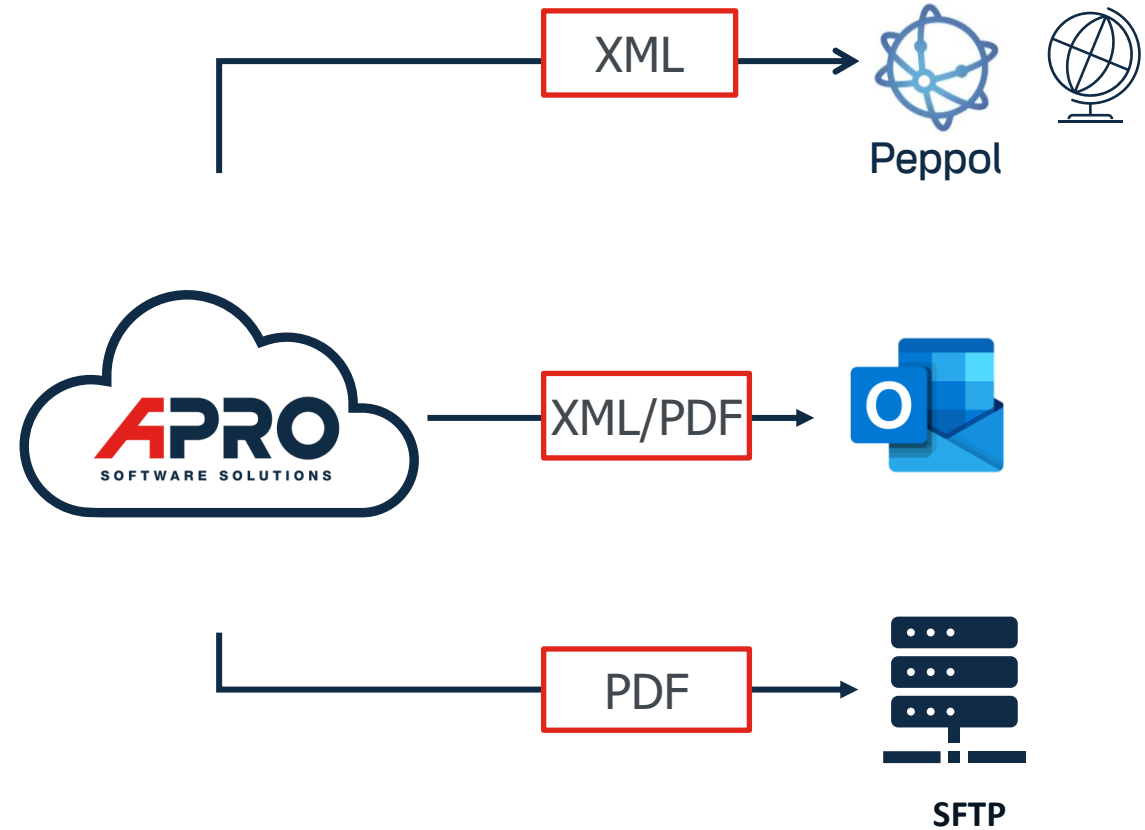 XML
Peppol
APRO
SOFTWARE SOLUTIONS
XML/PDF
O
PDF
SFTP